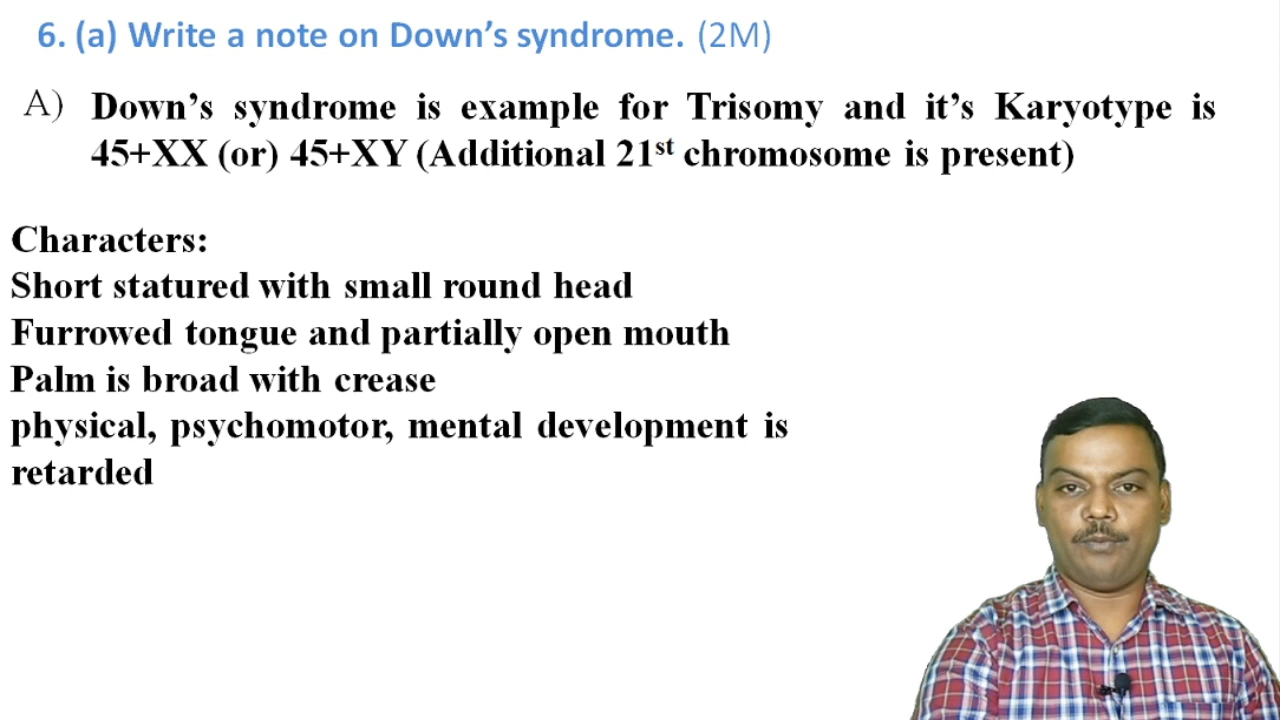 6. (a) Write a note on Down’s syndrome. (2M)
A) Down’s syndrome is example for Trisomy and it’s Karyotype is
45+XX (or) 45+XY (Additional 21st chromosome is present)
Characters:
Short statured with small round head
Furrowed tongue and partially open mouth
Palm is broad with crease
physical, psychomotor, mental development is
retarded